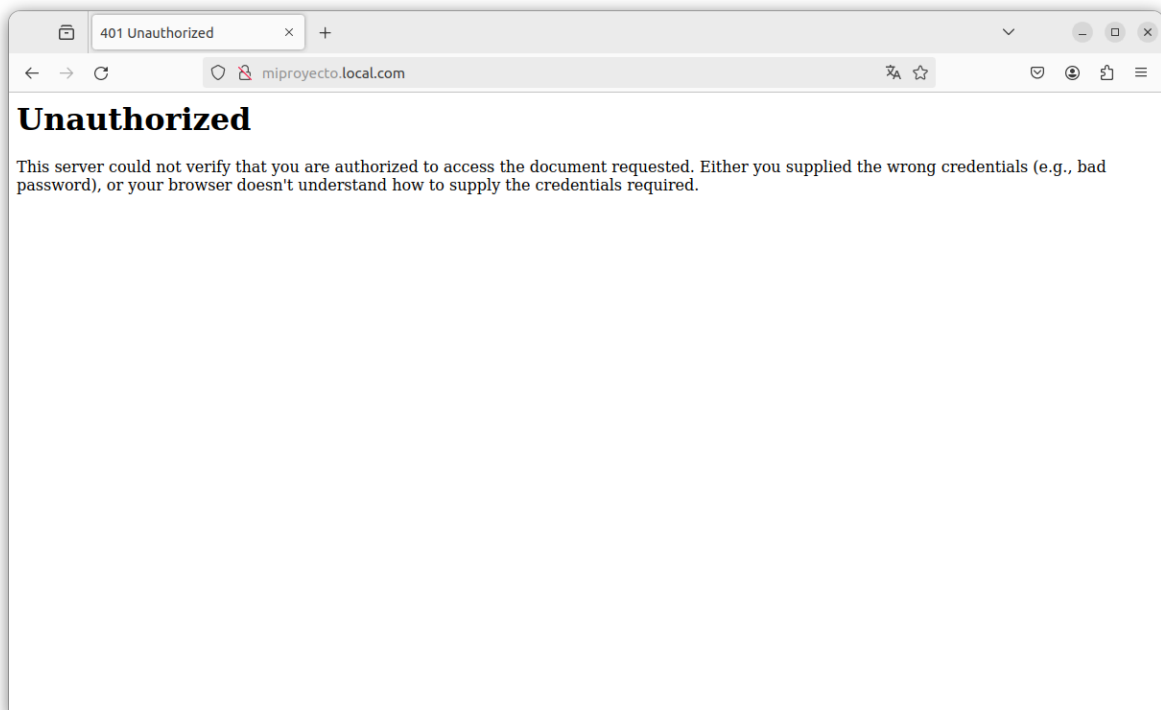 401 Unauthorized
miproyecto.local.com
Unauthorized
This server could not verify that you are authorized to access the document requested. Either you supplied the wrong credentials (e.g., bad
password), or your browser doesn't understand how to supply the credentials required.